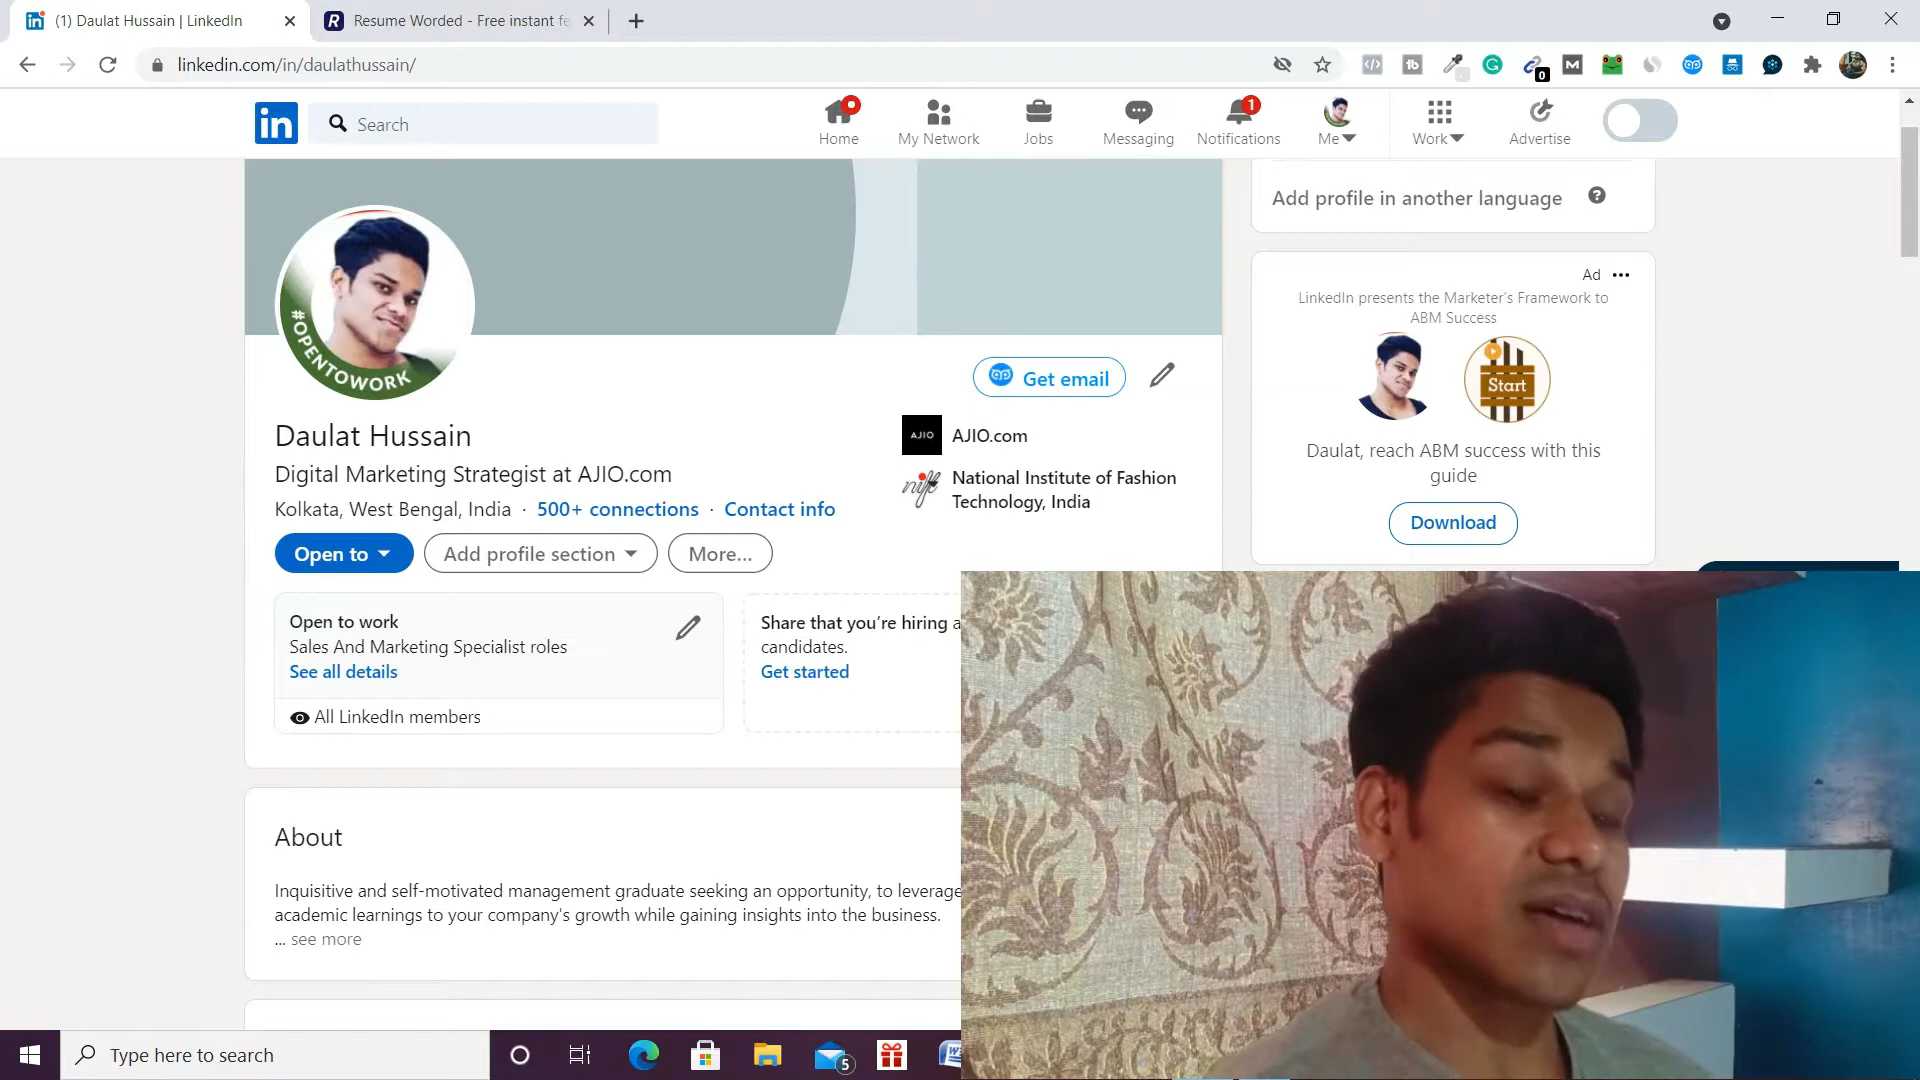 (1) Daulat Hussain | LinkedIn
Resume Worded - Free instant fe
linkedin.com/in/daulathussain/
0
in
Search
Home
My Network
Jobs
Messaging
1
Notifications
Me
Work
Advertise
Add profile in another language
Ad
LinkedIn presents the Marketer's Framework to
ABM Success
Start
Daulat, reach ABM success with this
guide
Download
#OPENTOWORK
Get email
Daulat Hussain
Digital Marketing Strategist at AJIO.com
Kolkata, West Bengal, India · 500+ connections · Contact info
AJIO
AJIO.com
nift
National Institute of Fashion
Technology, India
Open to
Add profile section
More...
Open to work
Sales And Marketing Specialist roles
See all details
All LinkedIn members
Share that you're hiring a
candidates.
Get started
About
Inquisitive and self-motivated management graduate seeking an opportunity, to leverage
academic learnings to your company's growth while gaining insights into the business.
... see more
Type here to search
5